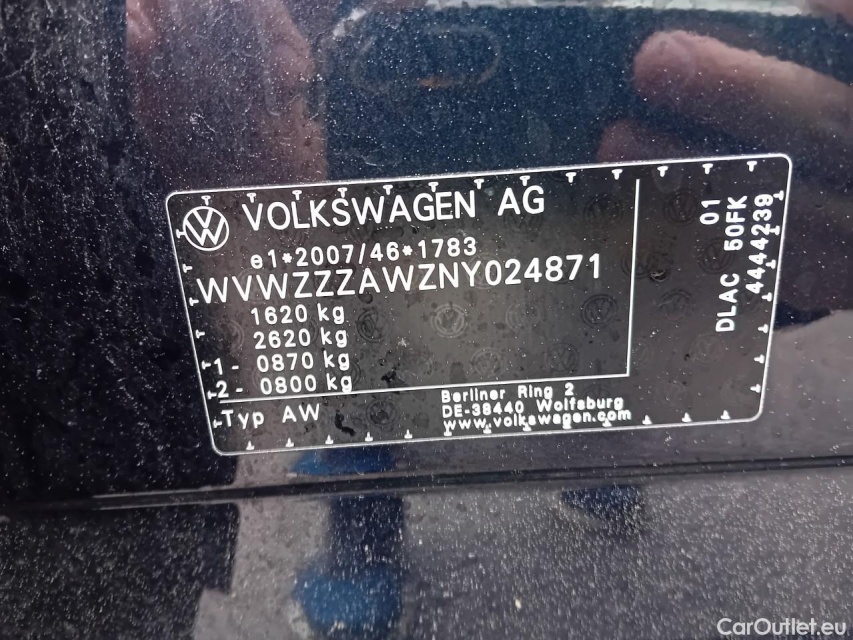 VOLKSWAGEN AG
e1*2007/46*1783
WVWZZZAWZNY024871
1620 kg
2620 kg
1- 0870 kg
2- 0800 kg
Typ AW
Berliner Ring 2
DE-38440 Wolfsburg
www.volkswagen.com
01
DLAC 50FK
4444239
CarOutlet.eu